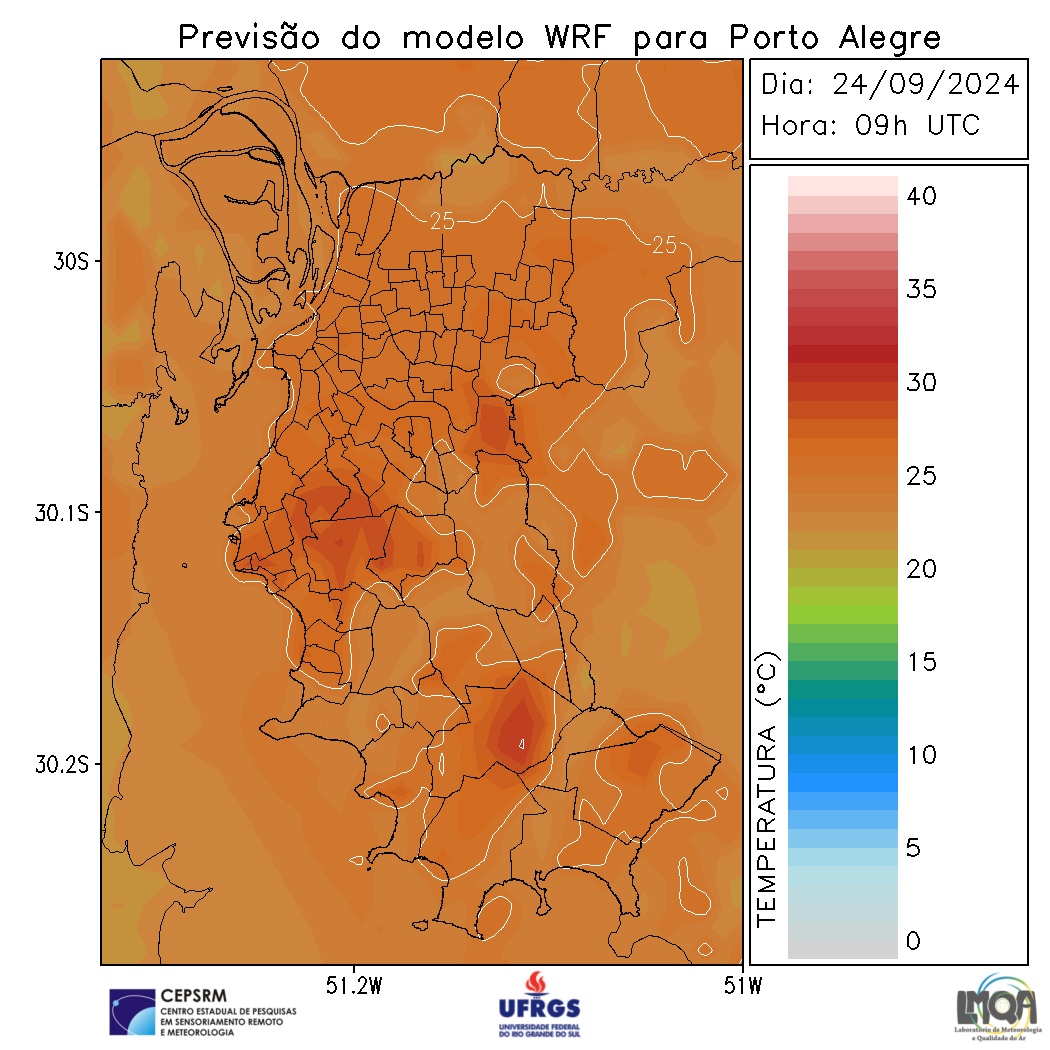 Previsão do modelo WRF para Porto Alegre
Dia: 24/09/2024
Hora: 09h UTC
25
25
30S
30.1S
30.2S
51.2W
51W
40
35
30
25
20
15
10
5
0
TEMPERATURA (°C)
CEPSRM
CENTRO ESTADUAL DE PESQUISAS
EM SENSORIAMENTO REMOTO
E METEOROLOGIA
UFRGS
UNIVERSIDADE FEDERAL
DO RIO GRANDE DO SUL
LMQA
Laboratório de Meteorologia
e Qualidade do Ar